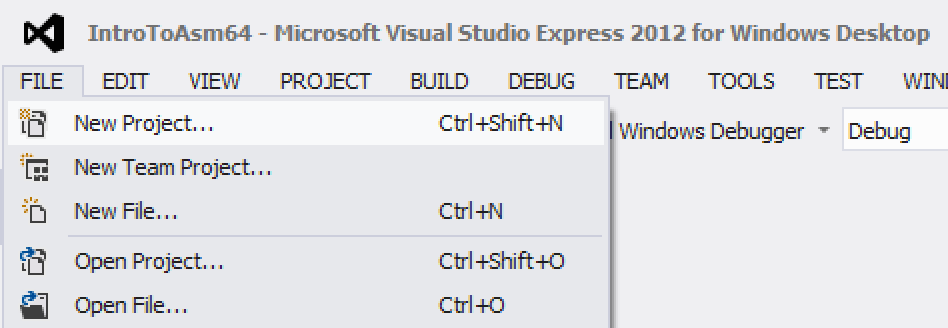 IntroToAsm64 - Microsoft Visual Studio Express 2012 for Windows Desktop
FILE EDIT VIEW PROJECT BUILD DEBUG TEAM TOOLS TEST WIN
New Project... Ctrl+Shift+N
Windows Debugger Debug
New Team Project...
New File... Ctrl+N
Open Project... Ctrl+Shift+O
Open File... Ctrl+O